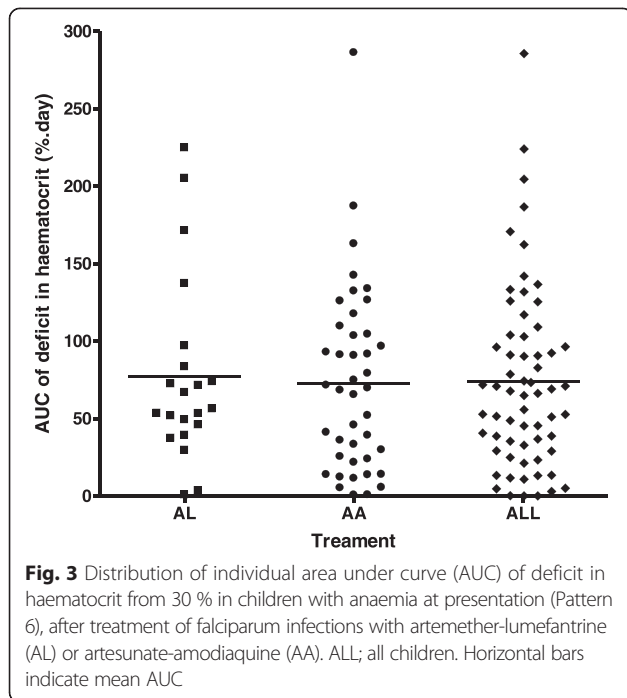 300
250
200
150
100
50
0
AUC of deficit in haematocrit (%.day)
AL AA ALL
Treament
Fig. 3 Distribution of individual area under curve (AUC) of deficit in
haematocrit from 30 % in children with anaemia at presentation (Pattern
6), after treatment of falciparum infections with artemether-lumefantrine
(AL) or artesunate-amodiaquine (AA). ALL; all children. Horizontal bars
indicate mean AUC